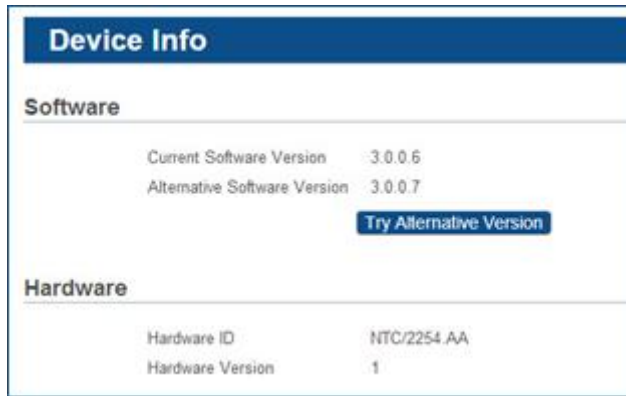 Device Info
Software
Current Software Version 3.0.0.6
Alternative Software Version 3.0.0.7
Try Alternative Version
Hardware
Hardware ID NTC/2254.AA
Hardware Version 1